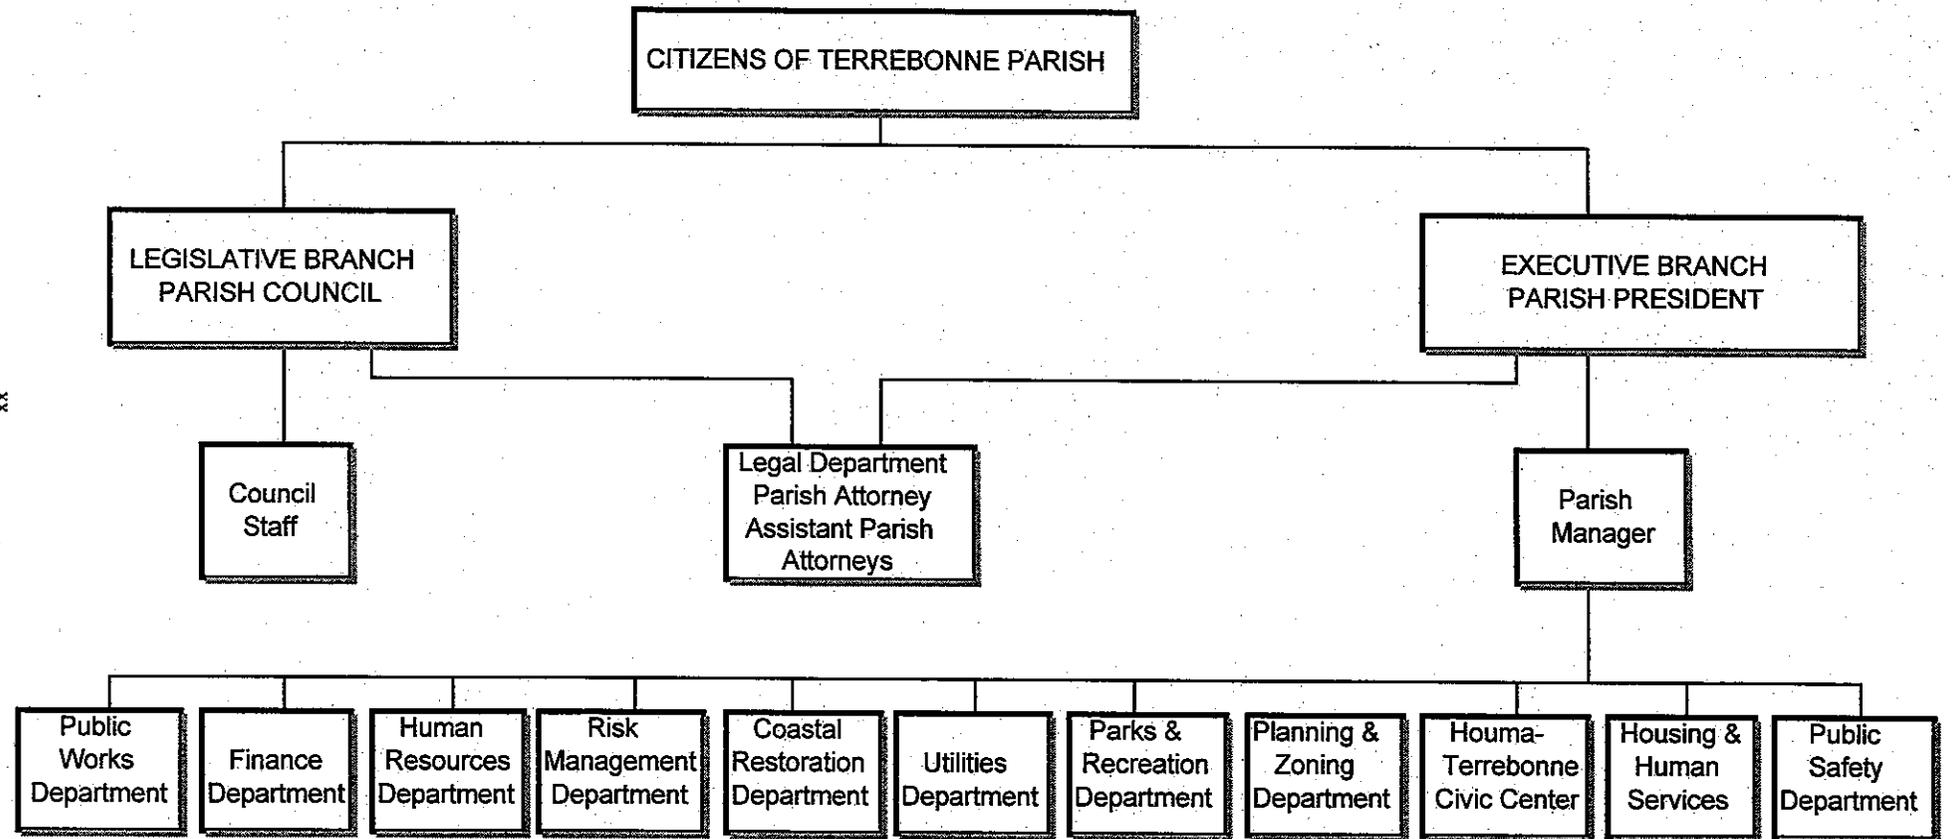 CITIZENS OF TERREBONNE PARISH
LEGISLATIVE BRANCH
PARISH COUNCIL
EXECUTIVE BRANCH
PARISH PRESIDENT
xx
Council
Staff
Legal Department
Parish Attorney
Assistant Parish
Attorneys
Parish
Manager
Public
Works
Department
Finance
Department
Human
Resources
Department
Risk
Management
Department
Coastal
Restoration
Department
Utilities
Department
Parks &
Recreation
Department
Planning &
Zoning
Department
Houma-
Terrebonne
Civic Center
Housing &
Human
Services
Public
Safety
Department